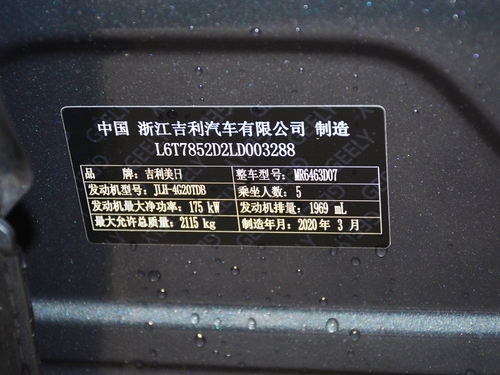 中国 浙江吉利汽车有限公司 制造
L6T7852D2LD003288
品 牌：吉利美日 整车型号：MR6463D07
发动机型号：JLH-4G20TDB 乘坐人数：5
发动机最大净功率：175 kW 发动机排量：1969 mL
最大允许总质量：2115 kg 制造年月：2020 年 3 月